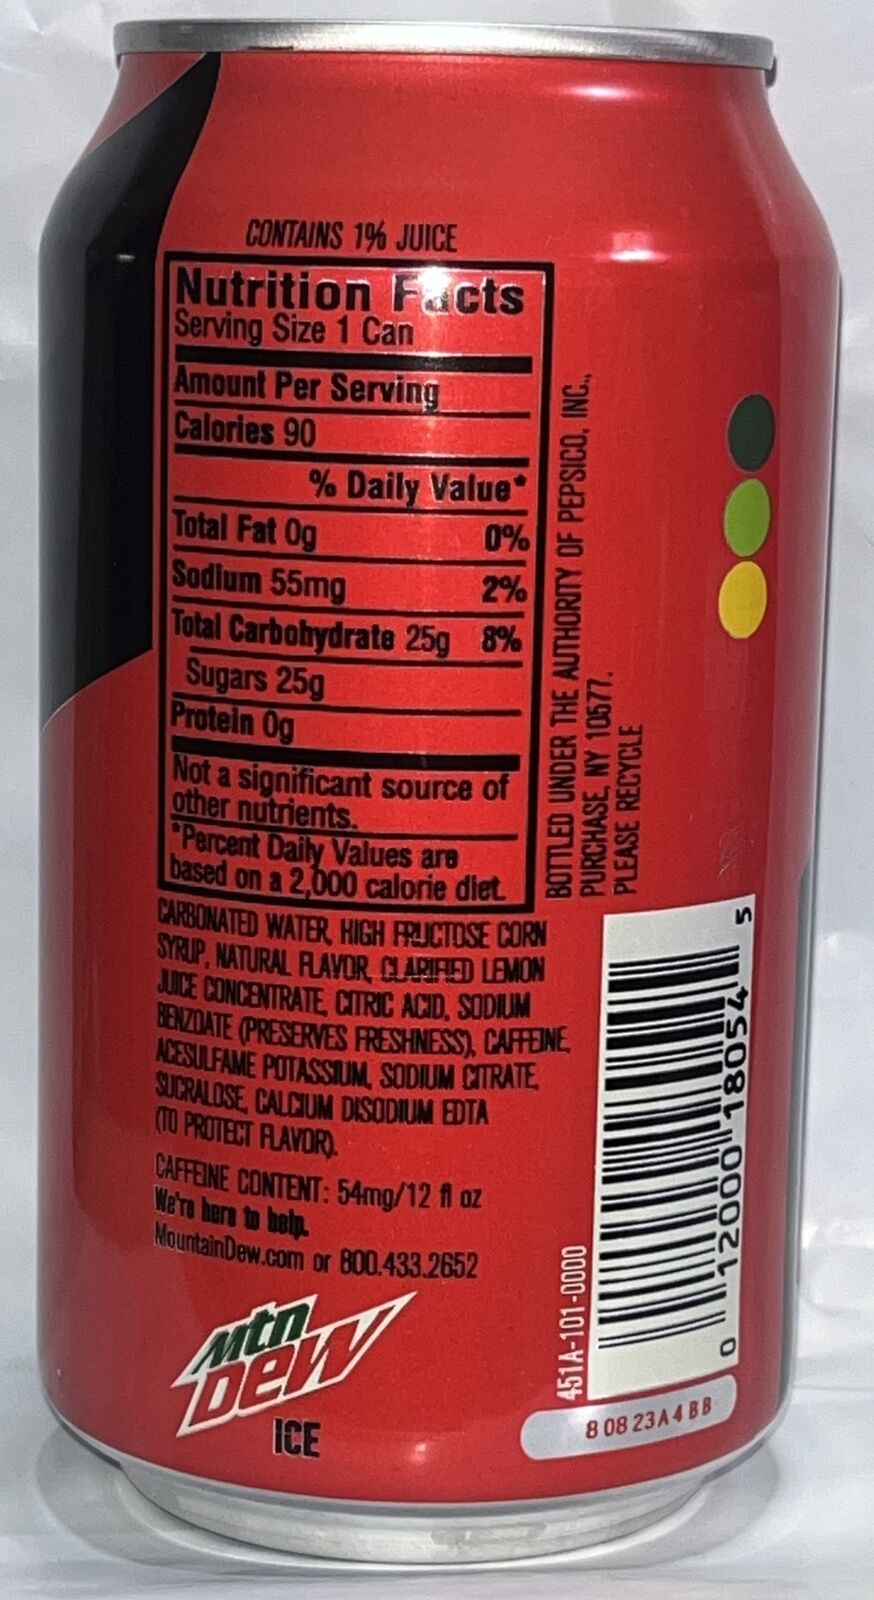 CONTAINS 1% JUICE
Nutrition Facts
Serving Size 1 Can
Amount Per Serving
Calories 90
% Daily Value*
Total Fat 0g 0%
Sodium 55mg 2%
Total Carbohydrate 25g 8%
Sugars 25g
Protein 0g
Not a significant source of
other nutrients.
*Percent Daily Values are
based on a 2,000 calorie diet.
CARBONATED WATER, HIGH FRUCTOSE CORN
SYRUP, NATURAL FLAVOR, CLARIFIED LEMON
JUICE CONCENTRATE, CITRIC ACID, SODIUM
BENZOATE (PRESERVES FRESHNESS), CAFFEINE,
ACESULFAME POTASSIUM, SODIUM CITRATE,
SUCRALOSE, CALCIUM DISODIUM EDTA
(TO PROTECT FLAVOR).
CAFFEINE CONTENT: 54mg/12 fl oz
We're here to help.
MountainDew.com or 800.433.2652
mtn
DEW
ICE
BOTTLED UNDER THE AUTHORITY OF PEPSICO, INC.,
PURCHASE, NY 10577.
PLEASE RECYCLE
451A-101-0000
0 12000 18054 5
8 08 23 A 4 B B